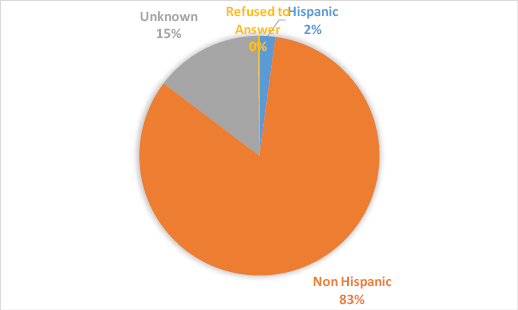 Unknown
15%
Refused to
Answer
0%
Hispanic
2%
Non Hispanic
83%